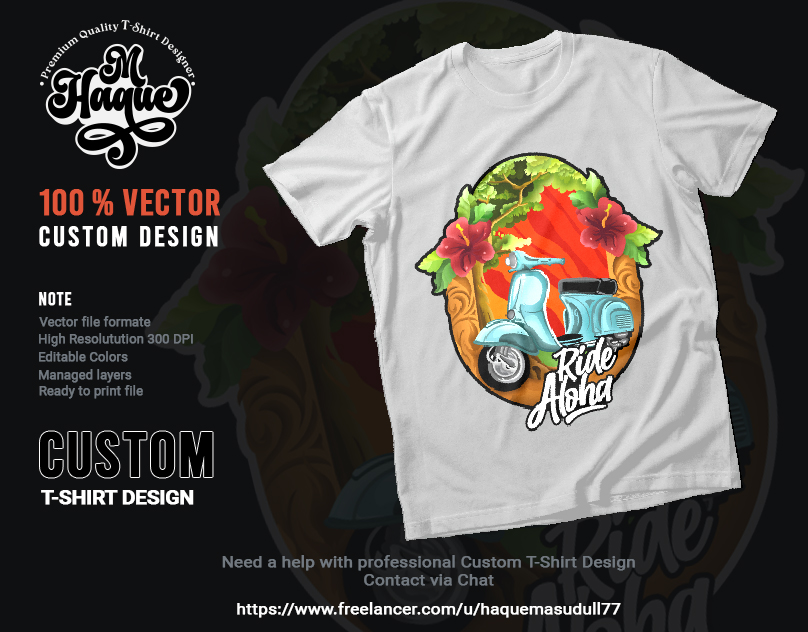 • Premium Quality T-Shirt Designer •
M
Haque
100 % VECTOR
CUSTOM DESIGN
NOTE
Vector file formate
High Resolutution 300 DPI
Editable Colors
Managed layers
Ready to print file
CUSTOM
T-SHIRT DESIGN
Ride
Aloha
Need a help with professional Custom T-Shirt Design
Contact via Chat
https://www.freelancer.com/u/haquemasudull77
Ride
Aloha